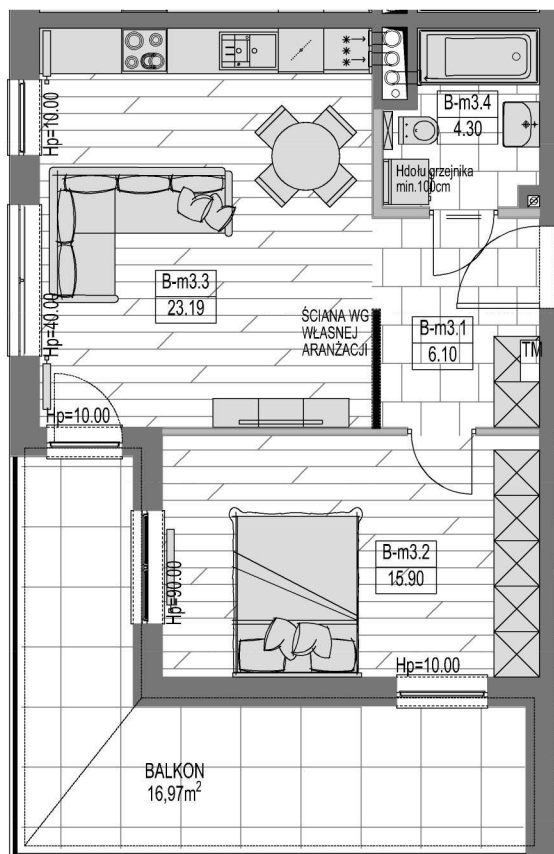 Hp=10.00
B-m3.4
4.30
Hdołu grzejnika
min.100cm
B-m3.3
23.19
Hp=40.00
ŚCIANA WG
WŁASNEJ
ARANŻACJI
B-m3.1
6.10
TM
Hp=10.00
B-m3.2
15.90
Hp=90.00
Hp=10.00
BALKON
16,97m²